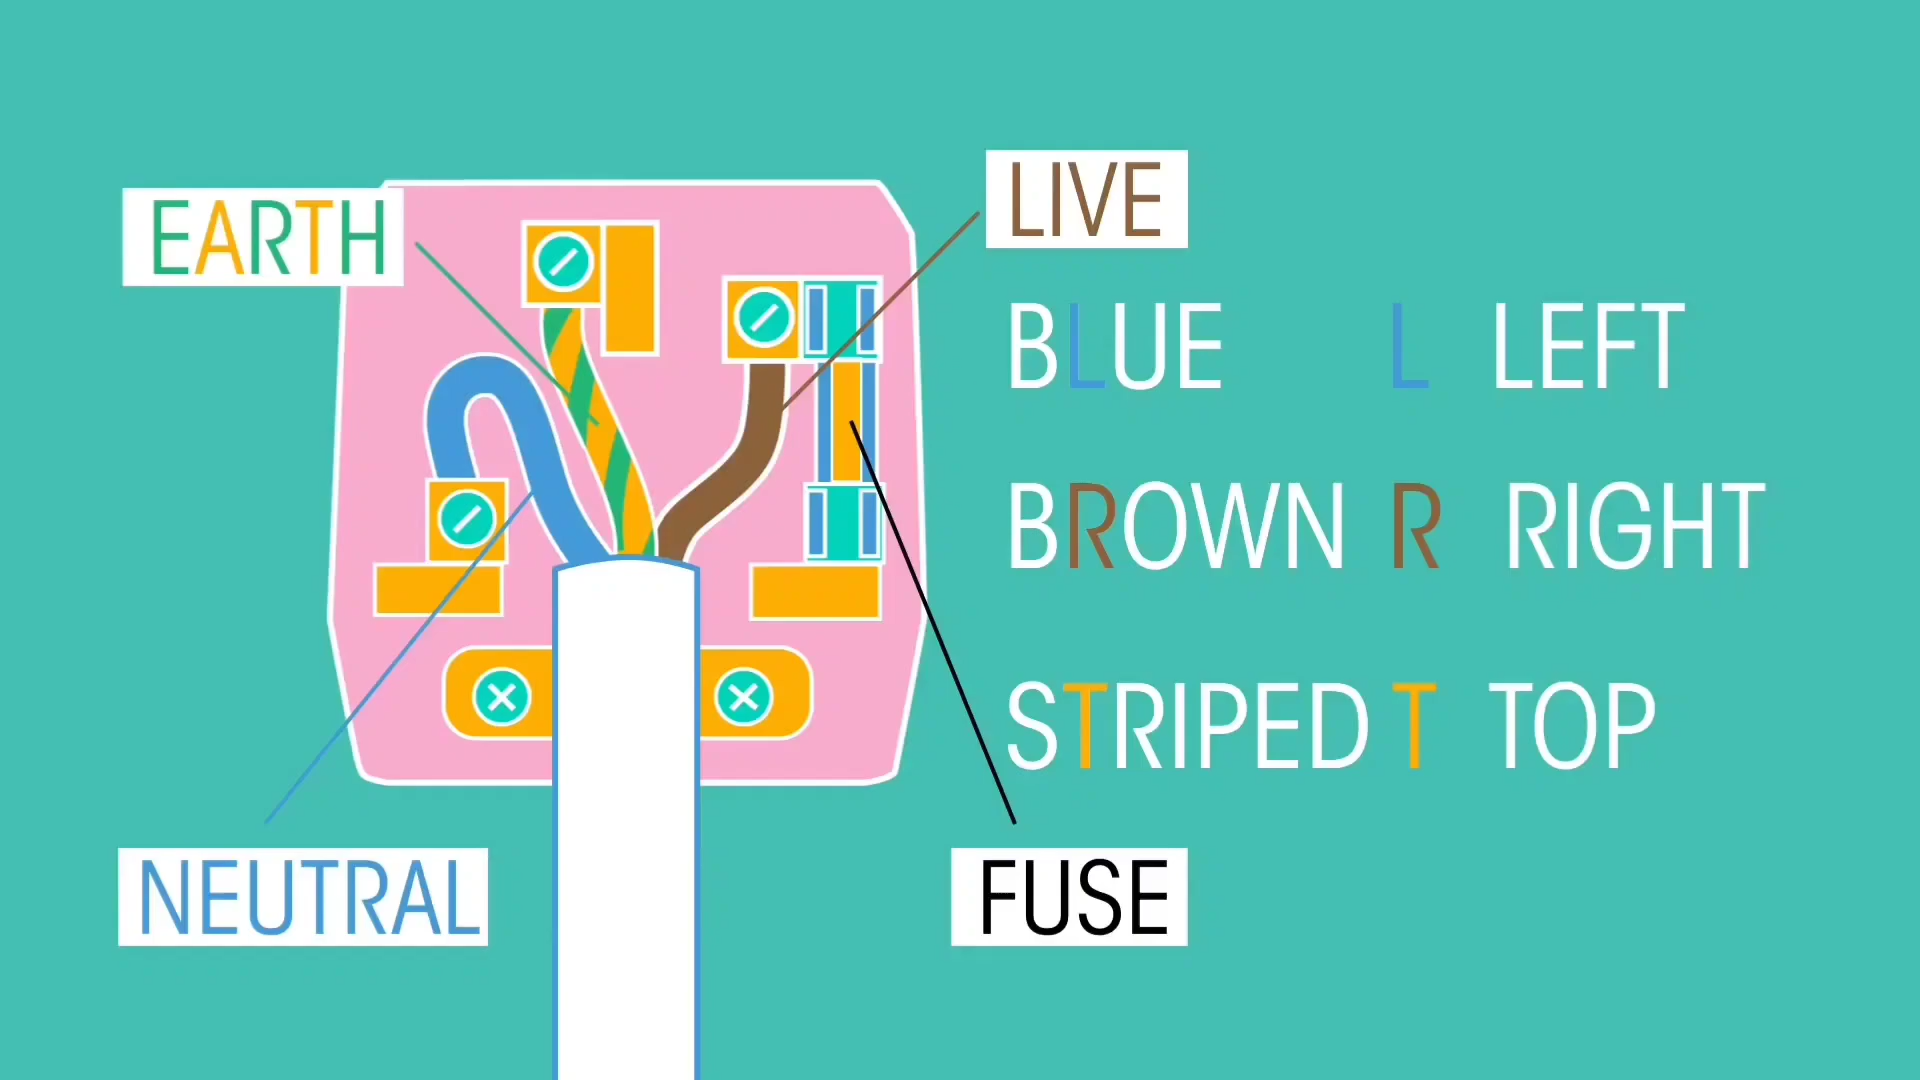 EARTH
LIVE
BLUE L LEFT
BROWN R RIGHT
STRIPED T TOP
NEUTRAL
FUSE